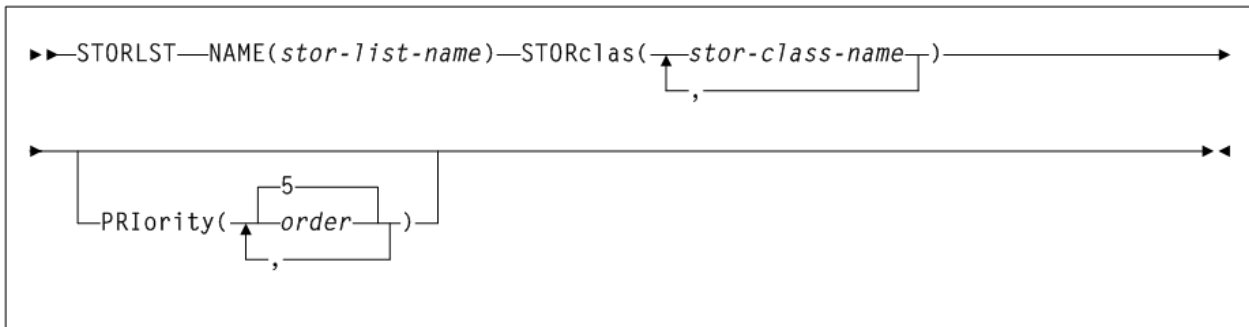 STORLST NAME(stor-list-name) STORclas( stor-class-name )
,
5
PRIority( order )
,